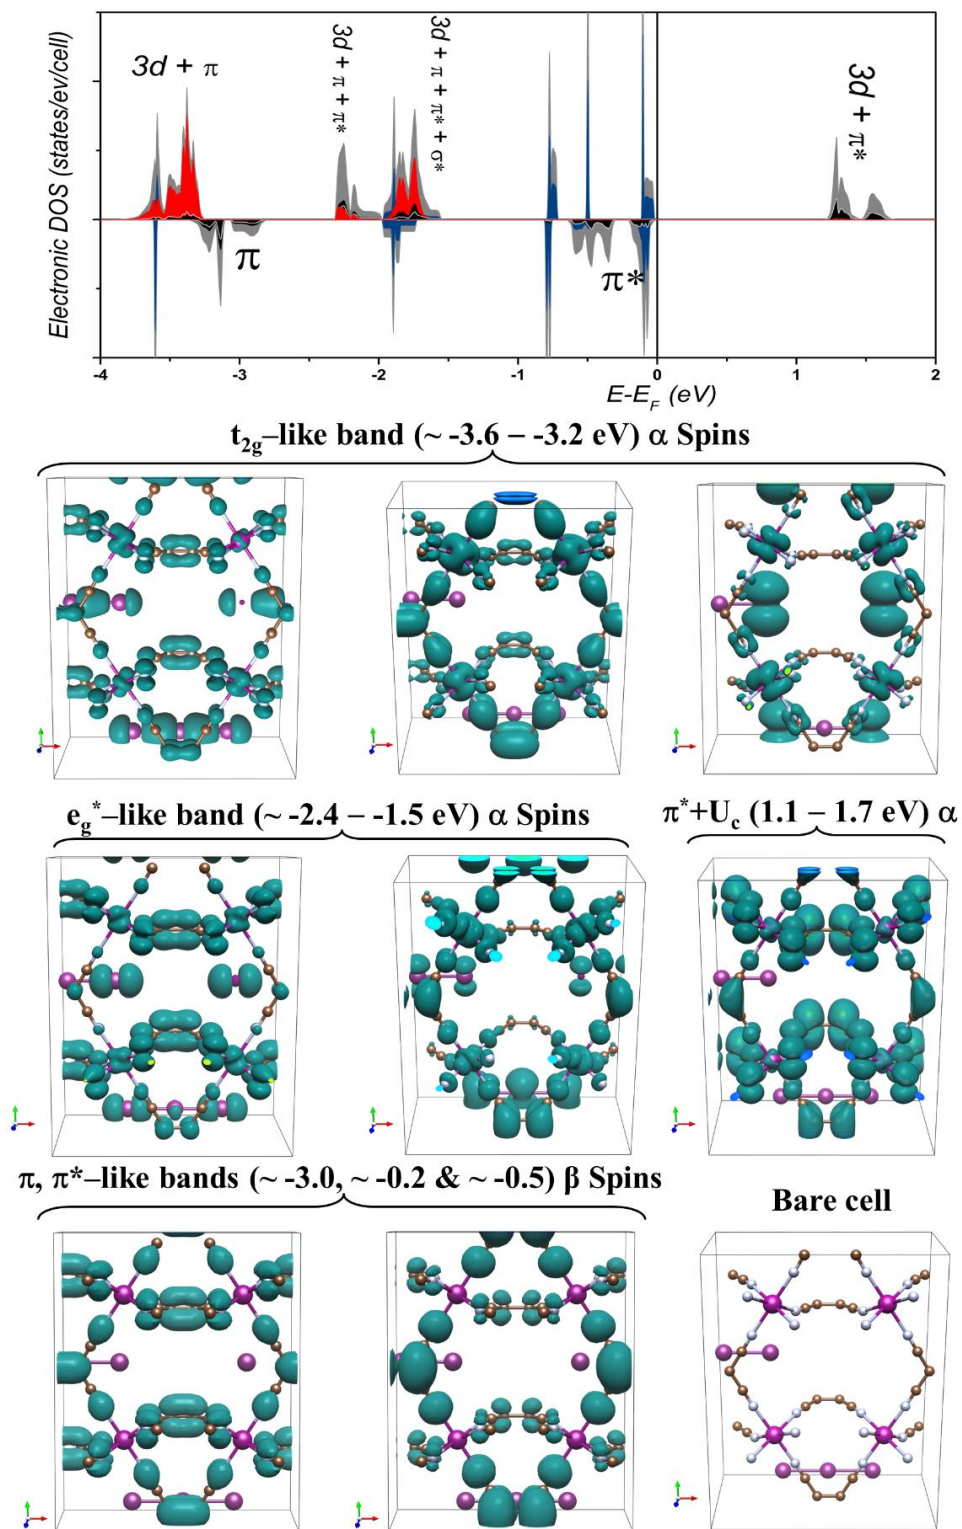 Electronic DOS (states/ev/cell)
3d + π
3d + π + π*
3d + π + π* + σ*
3d + π*
π
π*
-4 -3 -2 -1 0 1 2
E-E_F (eV)
t₂g–like band (~ -3.6 – -3.2 eV) α Spins
e_g*–like band (~ -2.4 – -1.5 eV) α Spins
π*+U_c (1.1 – 1.7 eV) α
π, π*–like bands (~ -3.0, ~ -0.2 & ~ -0.5) β Spins
Bare cell